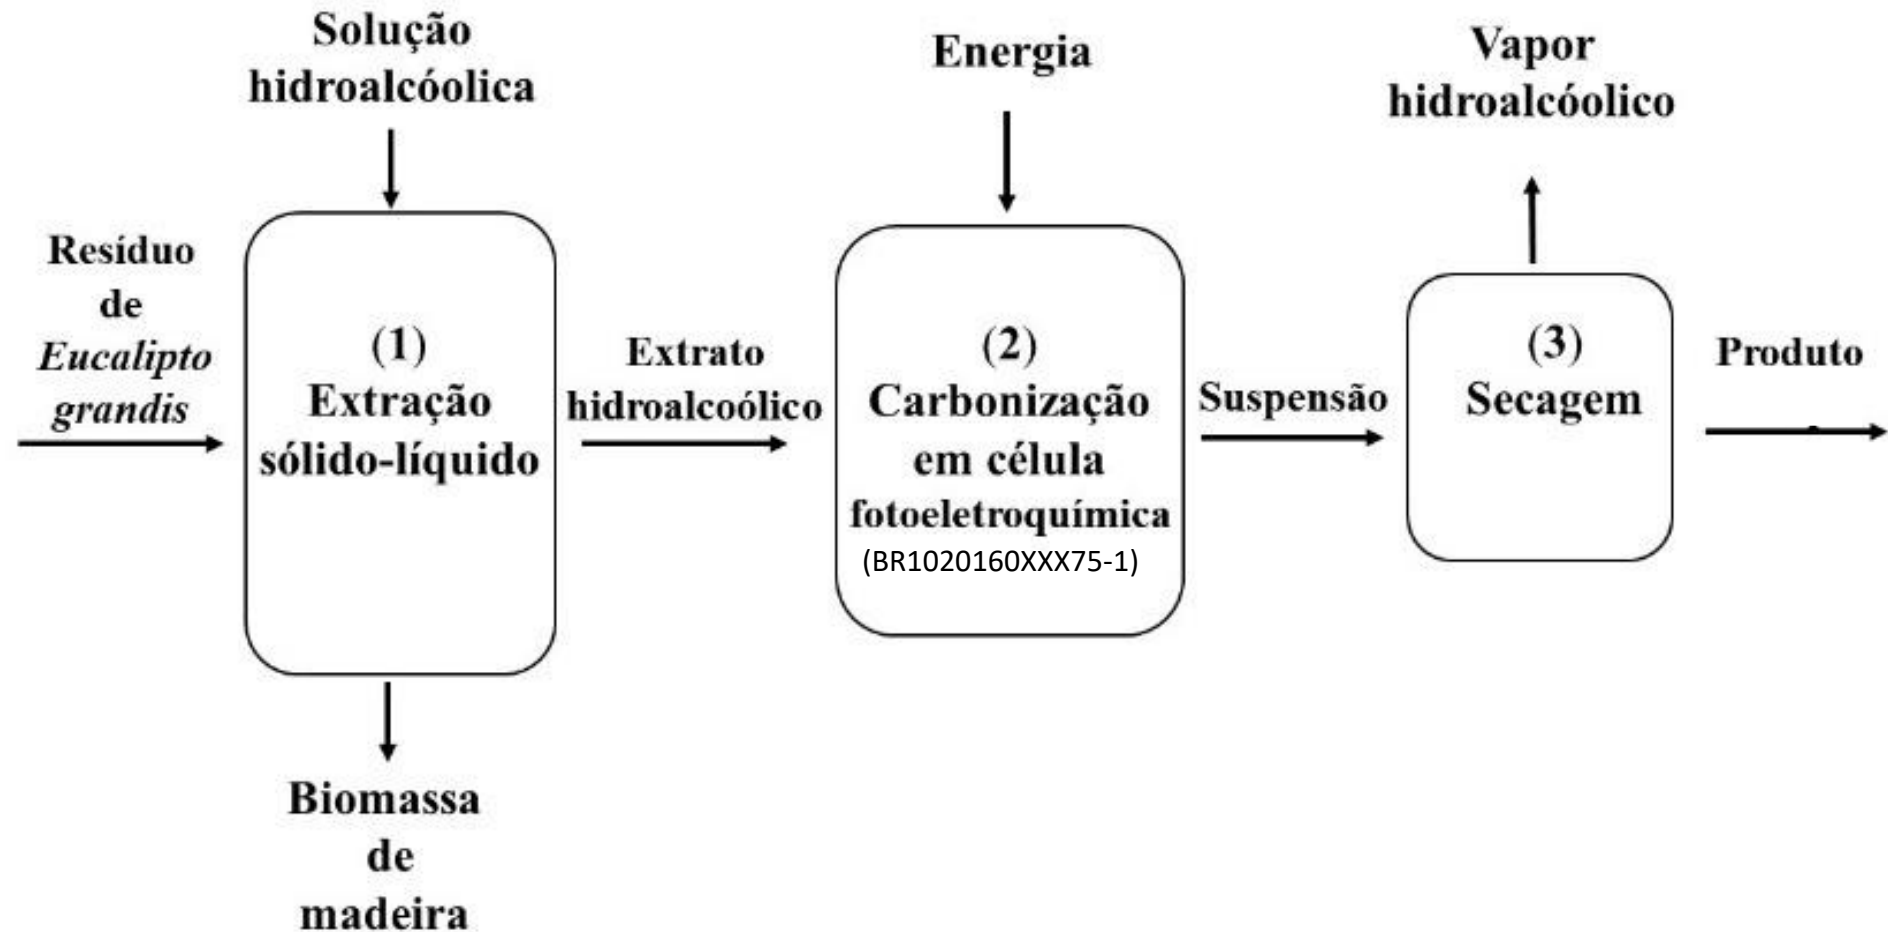 Solução
hidroalcóolica
Energia
Vapor
hidroalcóolico
Resíduo
de
Eucalipto
grandis
(1)
Extração
sólido-líquido
Extrato
hidroalcoólico
(2)
Carbonização
em célula
fotoeletroquímica
(BR1020160XXX75-1)
Suspensão
(3)
Secagem
Produto
Biomassa
de
madeira